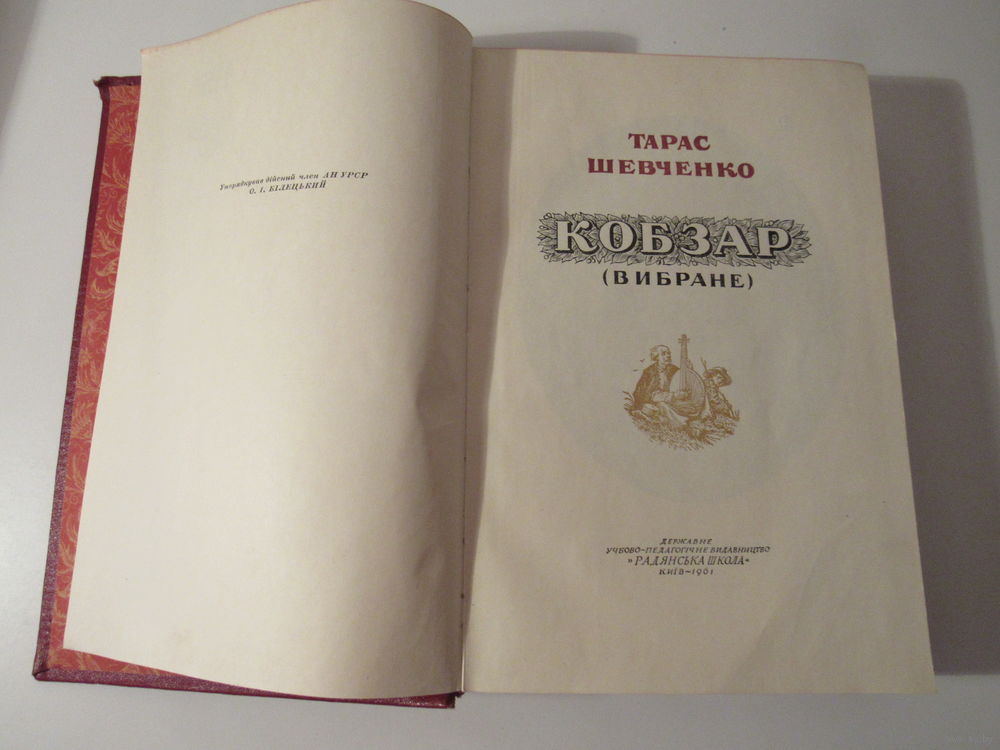 Упорядкував дійсний член АН УРСР
О. І. БІЛЕЦЬКИЙ
ТАРАС
ШЕВЧЕНКО
КОБЗАР
(ВИБРАНЕ)
ДЕРЖАВНЕ
УЧБОВО-ПЕДАГОГІЧНЕ ВИДАВНИЦТВО
»РАДЯНСЬКА ШКОЛА«
КИЇВ—1961